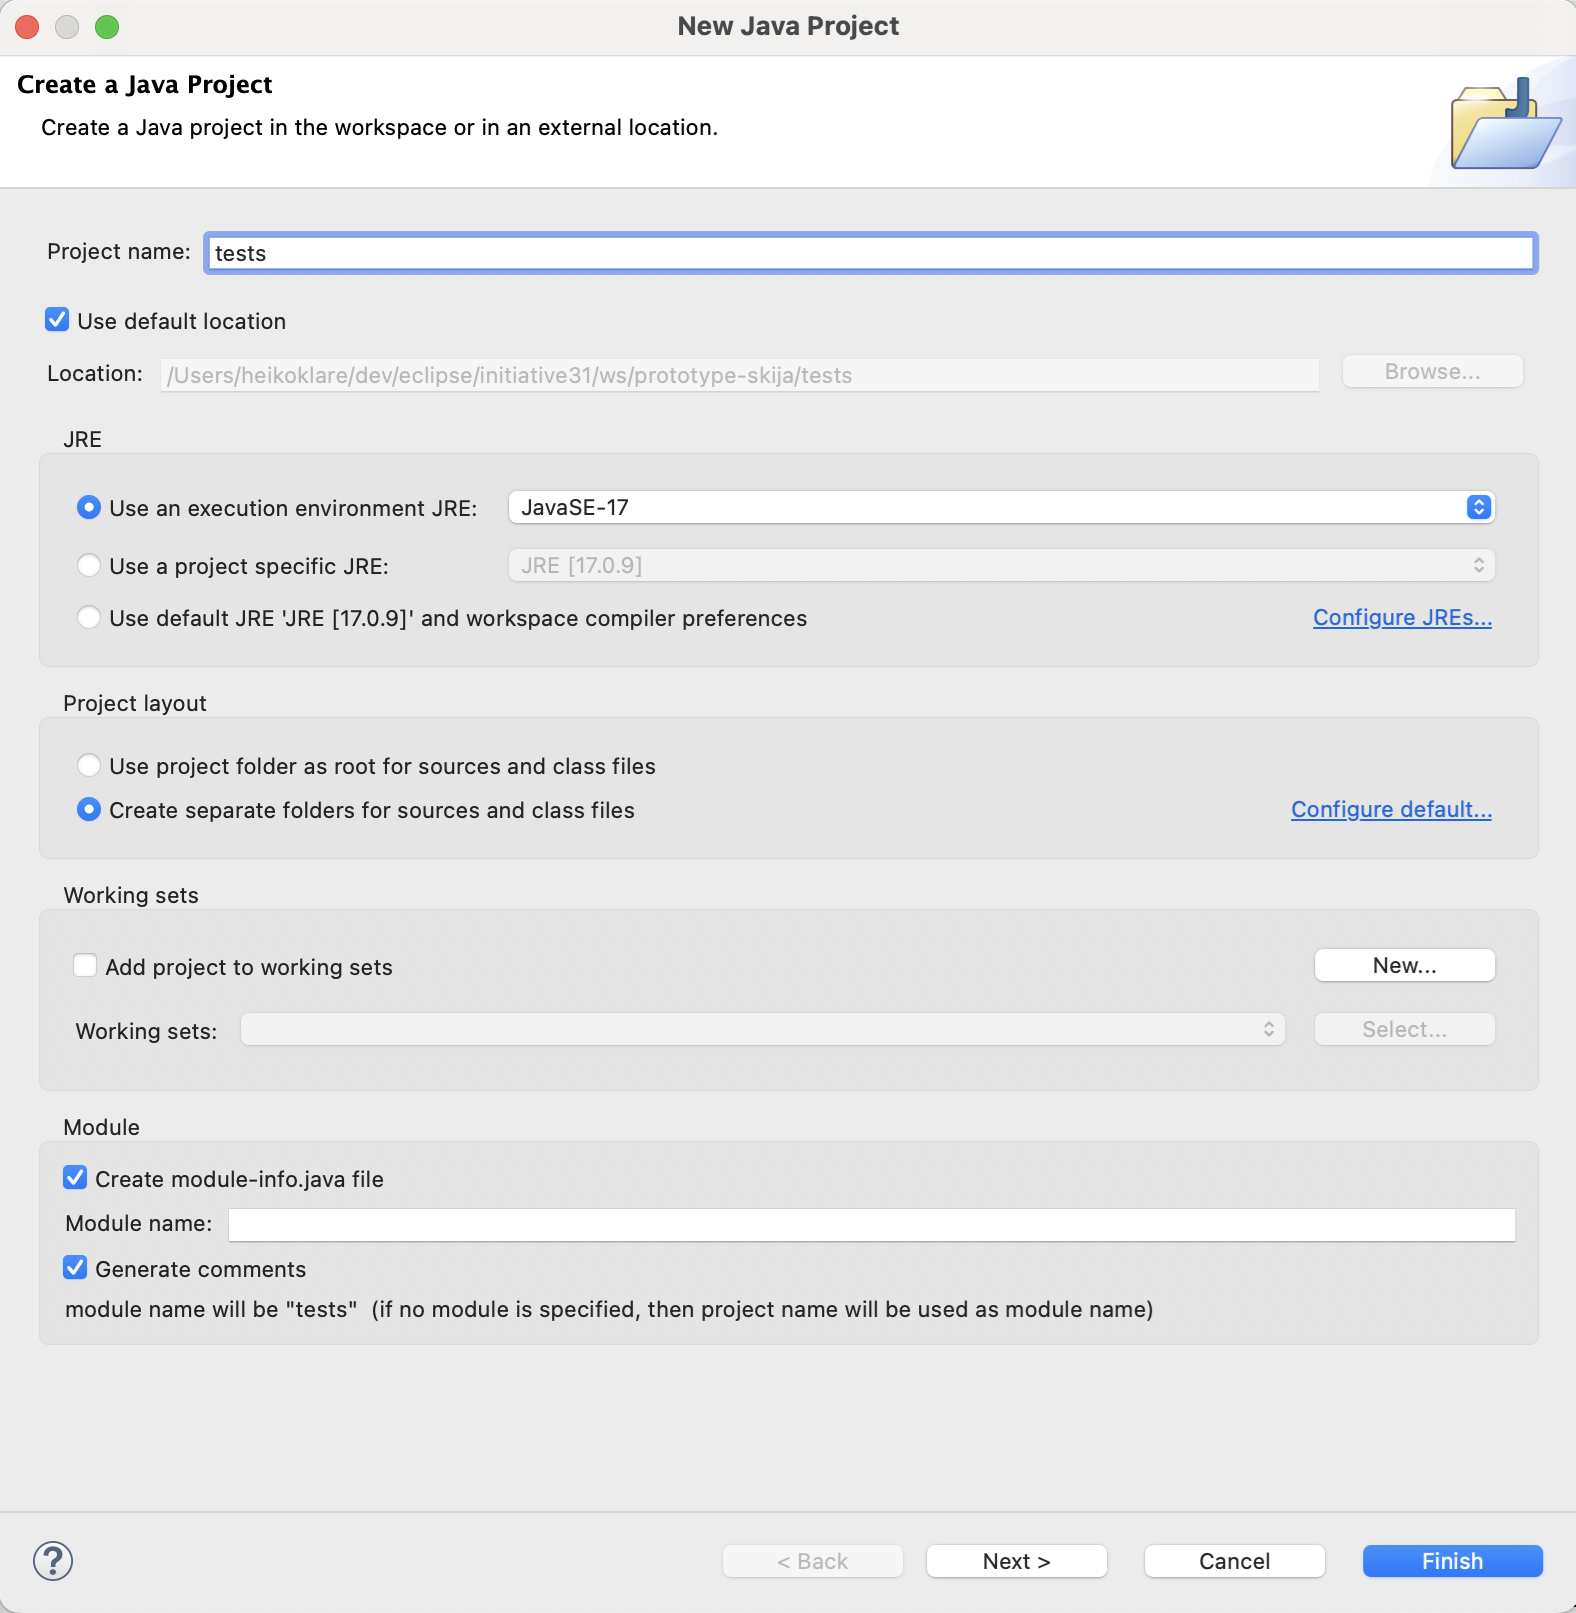 New Java Project
Create a Java Project
Create a Java project in the workspace or in an external location.
Project name: tests
Use default location
Location: /Users/heikoklare/dev/eclipse/initiative31/ws/prototype-skija/tests Browse...
JRE
Use an execution environment JRE: JavaSE-17
Use a project specific JRE: JRE [17.0.9]
Use default JRE 'JRE [17.0.9]' and workspace compiler preferences Configure JREs...
Project layout
Use project folder as root for sources and class files
Create separate folders for sources and class files Configure default...
Working sets
Add project to working sets New...
Working sets: Select...
Module
Create module-info.java file
Module name:
Generate comments
module name will be "tests"  (if no module is specified, then project name will be used as module name)
? < Back Next > Cancel Finish